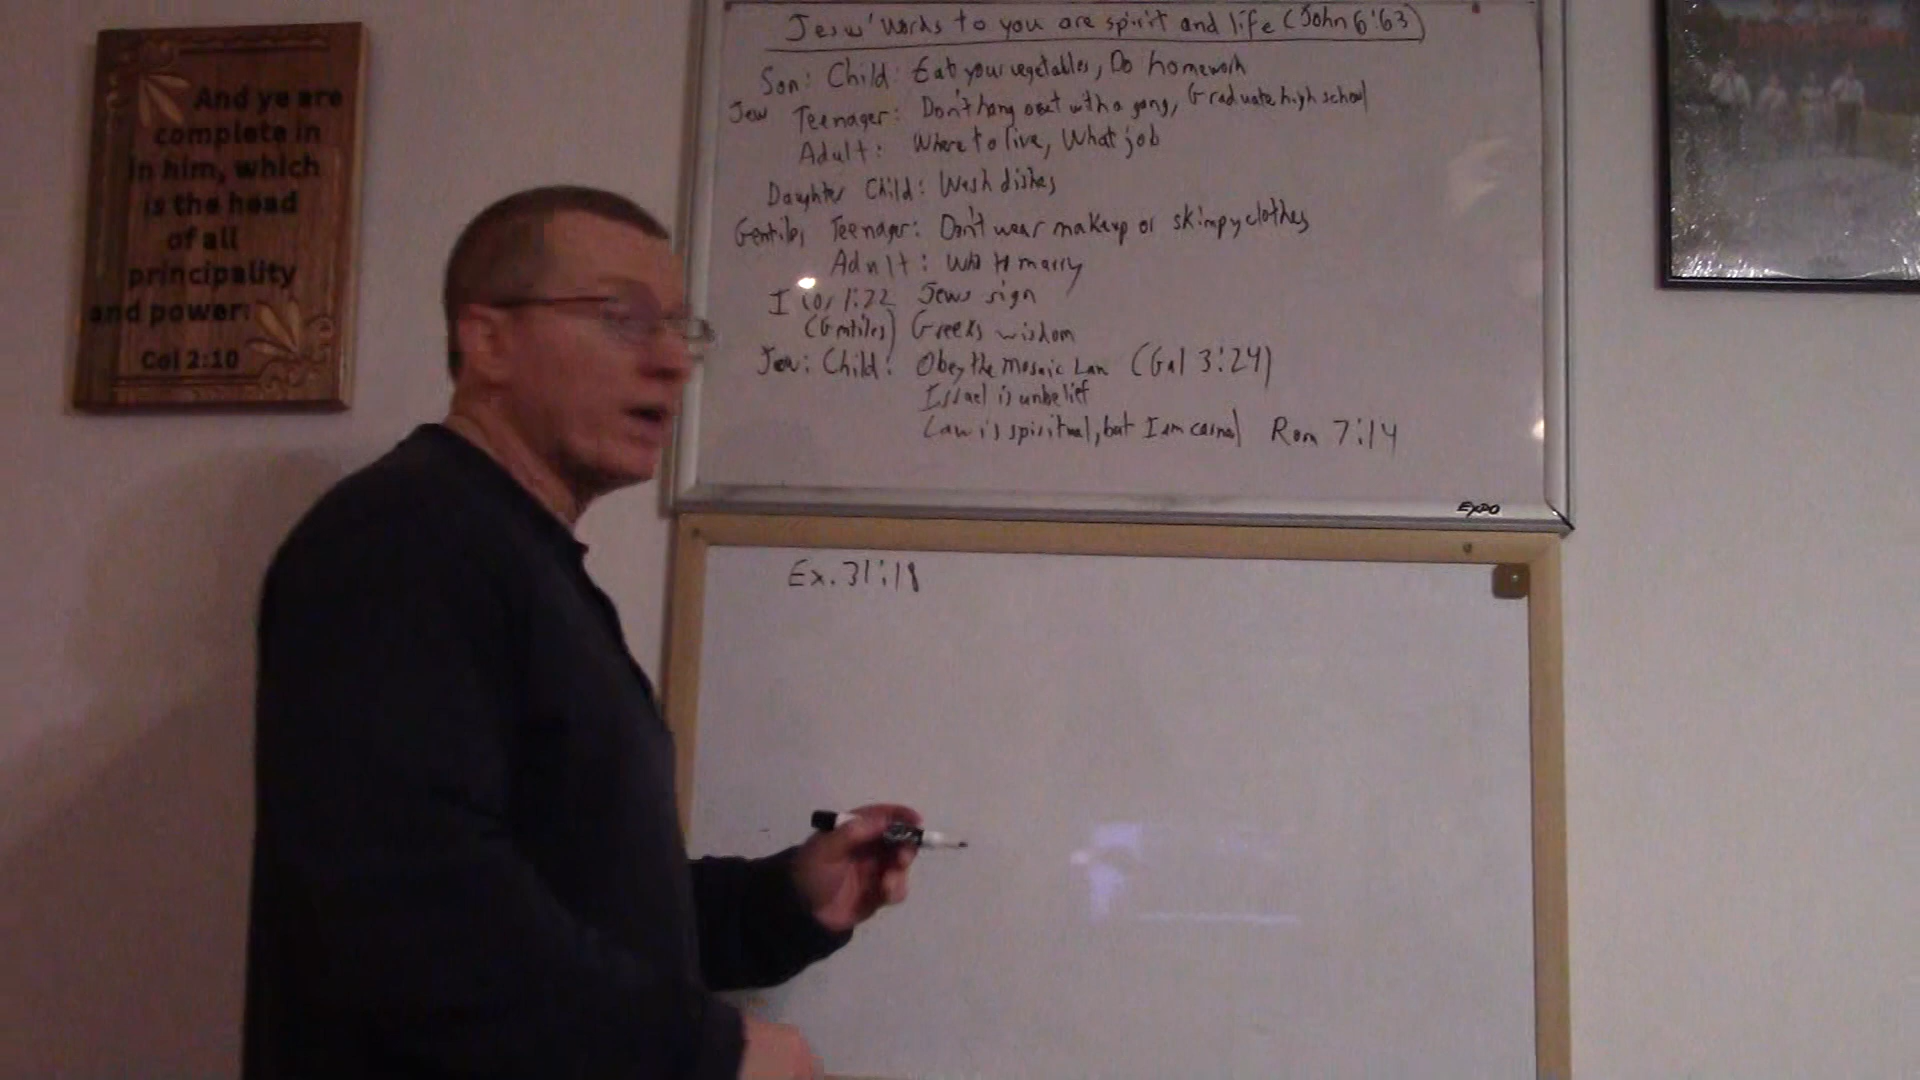 And ye are
complete in
in him, which
is the head
of all
principality
and power:
Col 2:10
Jesus' words to you are spirit and life (John 6:63)
Son: Child: Eat your vegetables, Do homework
Jew Teenager: Don't hang out with a gang, Graduate high school
Adult: Where to live, What job
Daughter Child: Wash dishes
Gentiles Teenager: Don't wear makeup or skimpy clothes
Adult: Who to marry
I Cor 1:22 Jews sign
(Gentiles) Greeks wisdom
Jew: Child: Obey the Mosaic Law (Gal 3:24)
Israel is unbelief
Law is spiritual, but I am carnal Rom 7:14
EXPO
Ex. 31:18